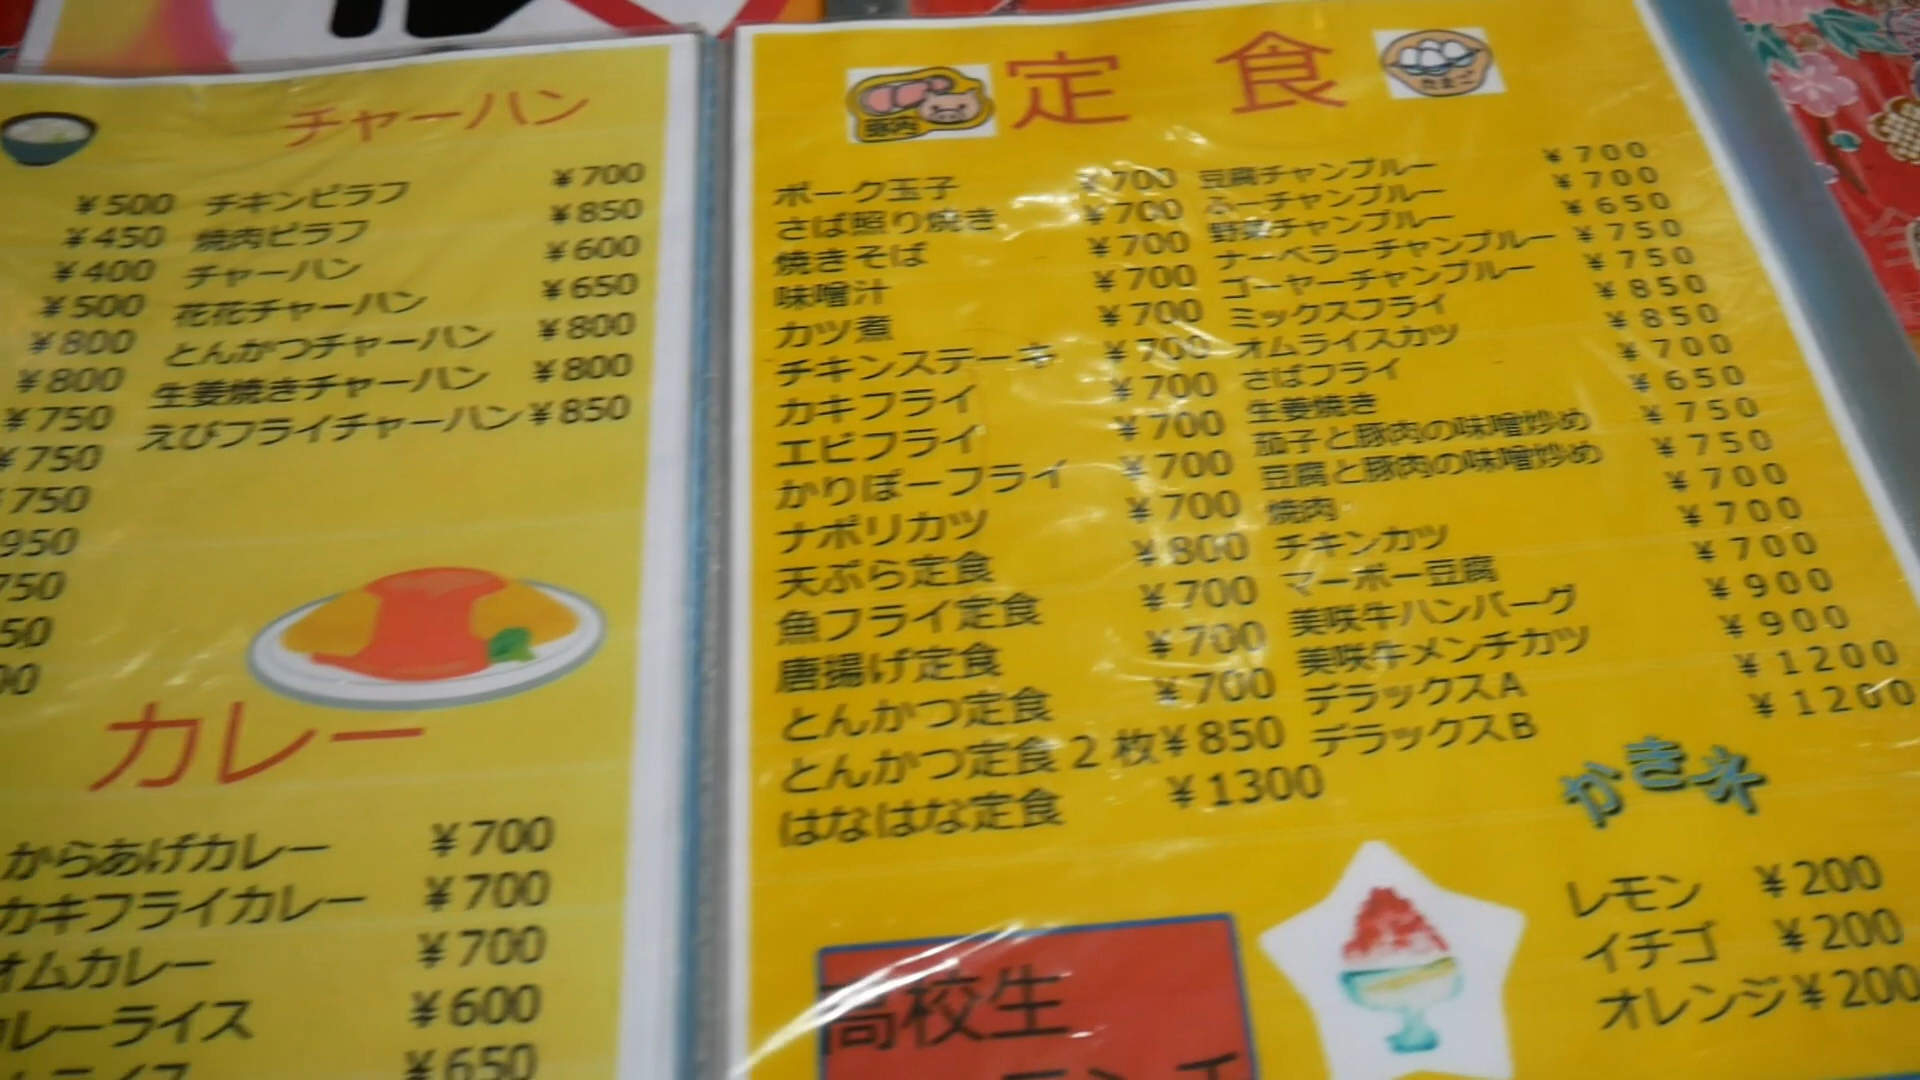 チャーハン
¥500 チキンピラフ ¥700
¥450 焼肉ピラフ ¥850
¥400 チャーハン ¥600
¥500 花花チャーハン ¥650
¥800 とんかつチャーハン ¥800
¥800 生姜焼きチャーハン ¥800
¥750 えびフライチャーハン ¥850
¥750
¥750
950
750
50
00
カレー
からあげカレー ¥700
カキフライカレー ¥700
オムカレー ¥700
カレーライス ¥600
ライス ¥650
豚肉 定食 たまご
ポーク玉子 ¥700
さば照り焼き ¥700
焼きそば ¥700
味噌汁 ¥700
カツ煮 ¥700
チキンステーキ ¥700
カキフライ ¥700
エビフライ ¥700
かりぽーフライ ¥700
ナポリカツ ¥700
天ぷら定食 ¥800
魚フライ定食 ¥700
唐揚げ定食 ¥700
とんかつ定食 ¥700
とんかつ定食2枚 ¥850
はなはな定食 ¥1300
豆腐チャンプルー ¥700
ふーチャンプルー ¥700
野菜チャンプルー ¥650
ナーベラーチャンプルー ¥750
ゴーヤーチャンプルー ¥750
ミックスフライ ¥850
オムライスカツ ¥850
さばフライ ¥700
生姜焼き ¥650
茄子と豚肉の味噌炒め ¥750
豆腐と豚肉の味噌炒め ¥750
焼肉 ¥700
チキンカツ ¥700
マーボー豆腐 ¥700
美咲牛ハンバーグ ¥900
美咲牛メンチカツ ¥900
デラックスA ¥1200
デラックスB ¥1200
かき氷
レモン ¥200
イチゴ ¥200
オレンジ ¥200
高校生